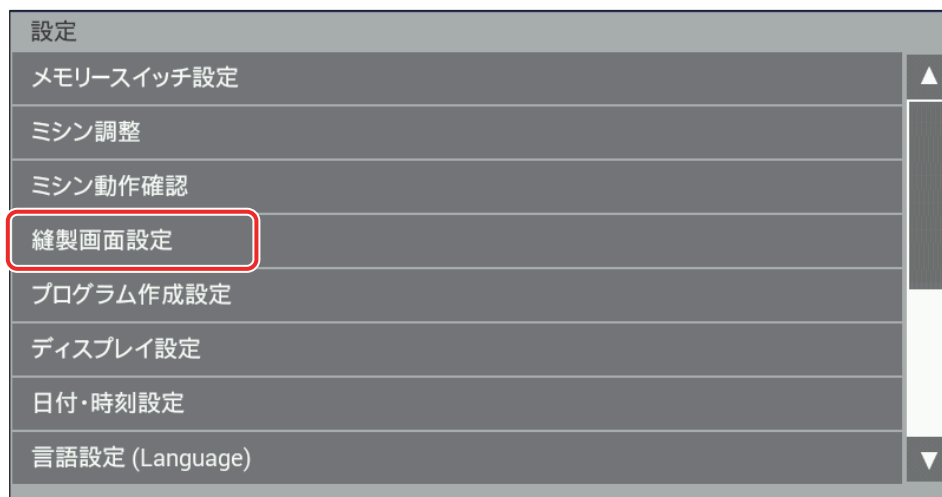 設定
メモリースイッチ設定
ミシン調整
ミシン動作確認
縫製画面設定
プログラム作成設定
ディスプレイ設定
日付・時刻設定
言語設定 (Language)